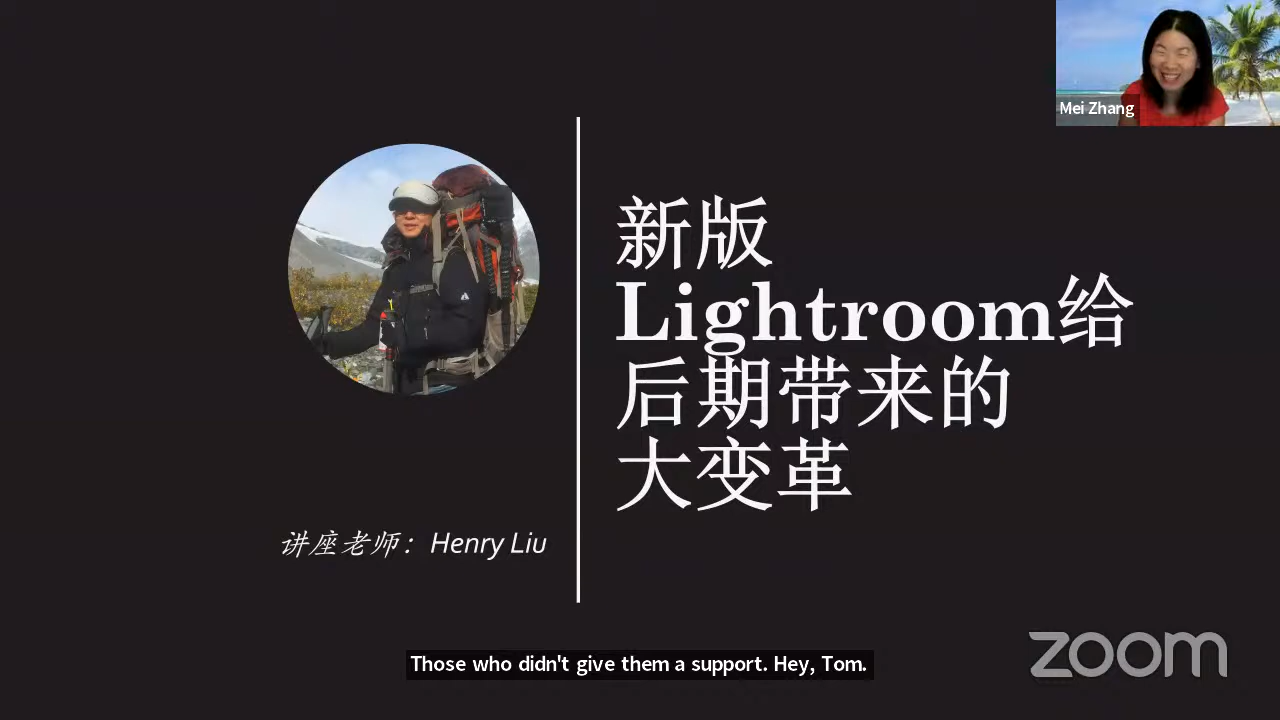 Mei Zhang
新版
Lightroom给
后期带来的
大变革
讲座老师：Henry Liu
Those who didn't give them a support. Hey, Tom.
zoom